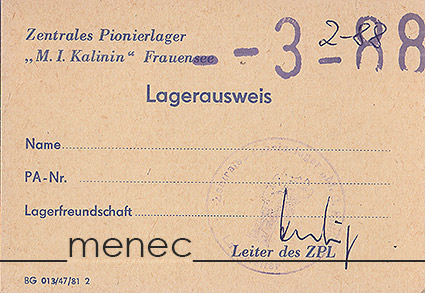 Zentrales Pionierlager
„M. I. Kalinin“ Frauensee
- -3- 88
2-88
Lagerausweis
Name
PA-Nr.
Lagerfreundschaft
menec
Leiter des ZPL
BG 013/47/81 2